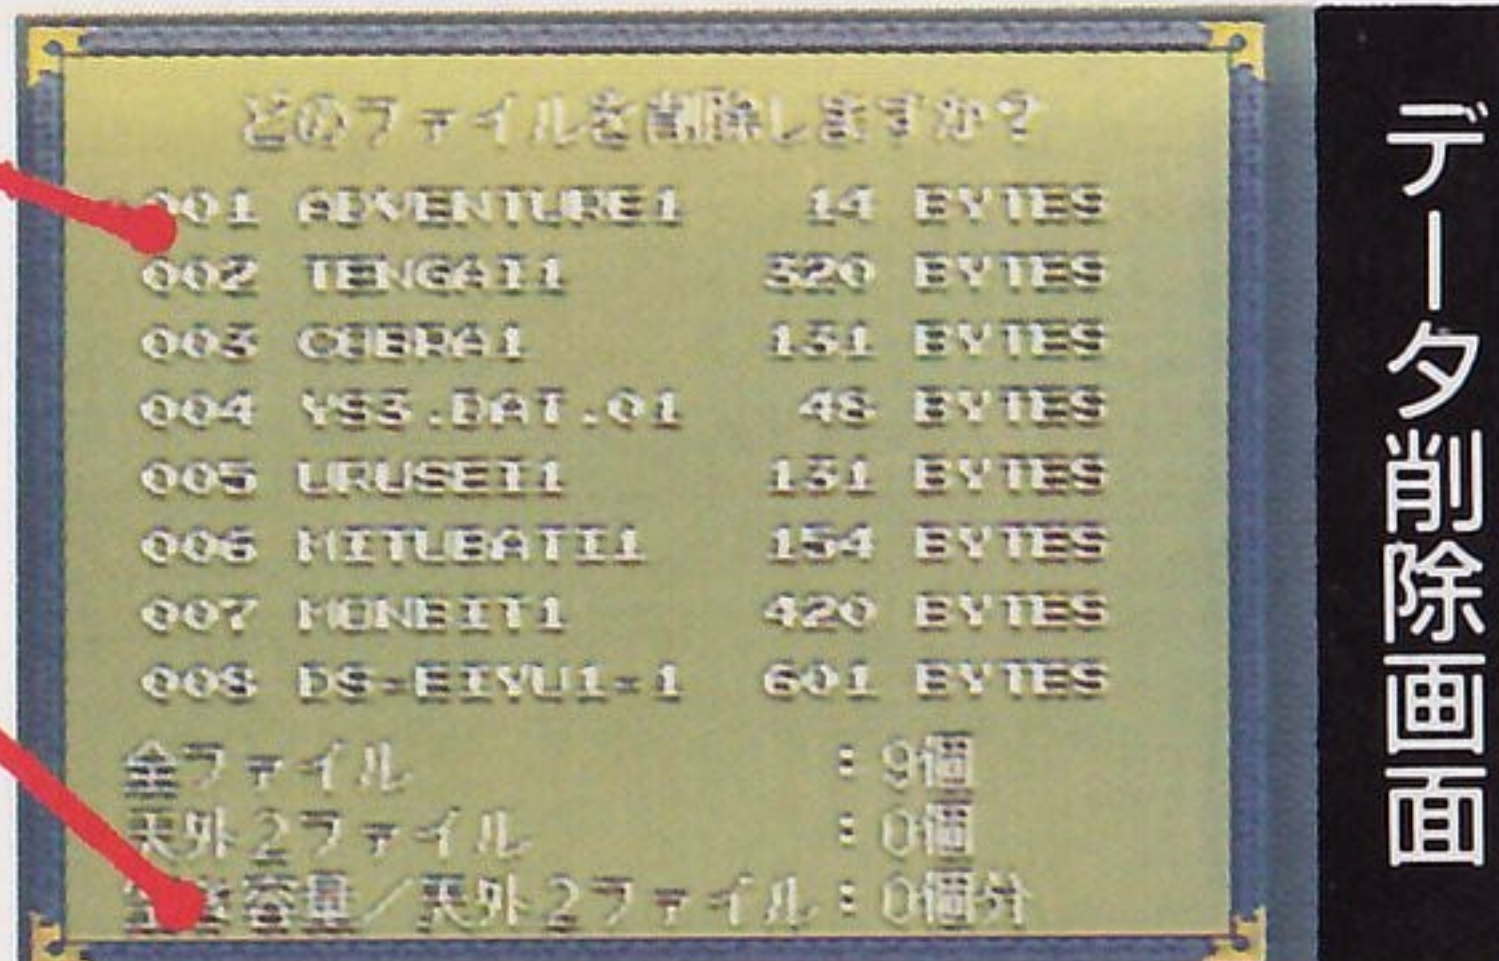 どのファイルを削除しますか?
001 ADVENTURE1 14 BYTES
002 TENGAI1 320 BYTES
003 COBRA1 131 BYTES
004 YS3.DAT.01 48 BYTES
005 URUSEI1 131 BYTES
006 MITUBATI1 154 BYTES
007 MONBIT1 420 BYTES
008 DS-EIYU1-1 601 BYTES
全ファイル :9個
天外2ファイル :0個
空き容量/天外2ファイル:0個分
データ削除画面